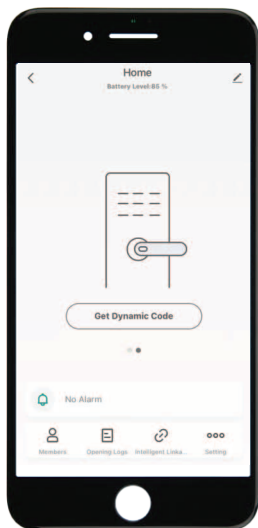 Home
Battery Level:85 %
Get Dynamic Code
No Alarm
Members
Opening Logs
Intelligent Linka...
Setting